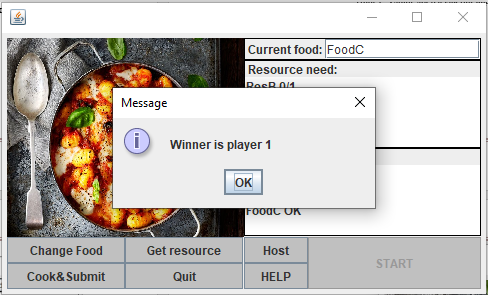 Current food: FoodC
Resource need:
ResB 0/1
Message
Winner is player 1
OK
FoodC OK
Change Food
Get resource
Host
START
Cook&Submit
Quit
HELP